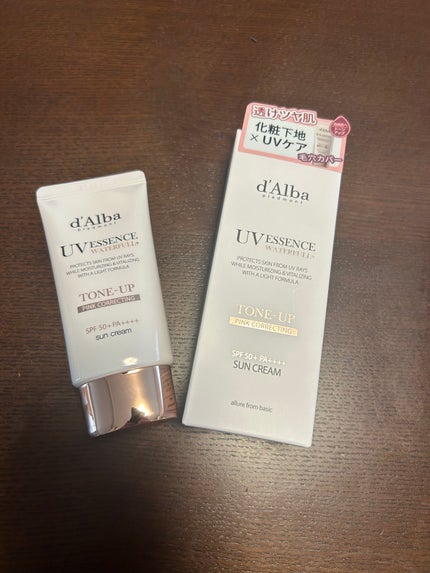 d'Alba
piedmont
UV ESSENCE
WATERFULL+
PROTECTS SKIN FROM UV RAYS
WHILE MOISTURIZING & VITALIZING
WITH A LIGHT FORMULA
TONE-UP
PINK CORRECTING
SPF 50+ PA++++
sun cream
透けツヤ肌
化粧下地
×UVケア
毛穴カバー
d'Alba
piedmont
UV ESSENCE
WATERFULL+
PROTECTS SKIN FROM UV RAYS
WHILE MOISTURIZING & VITALIZING
WITH A LIGHT FORMULA
TONE-UP
PINK CORRECTING
SPF 50+ PA++++
SUN CREAM
allure from basic